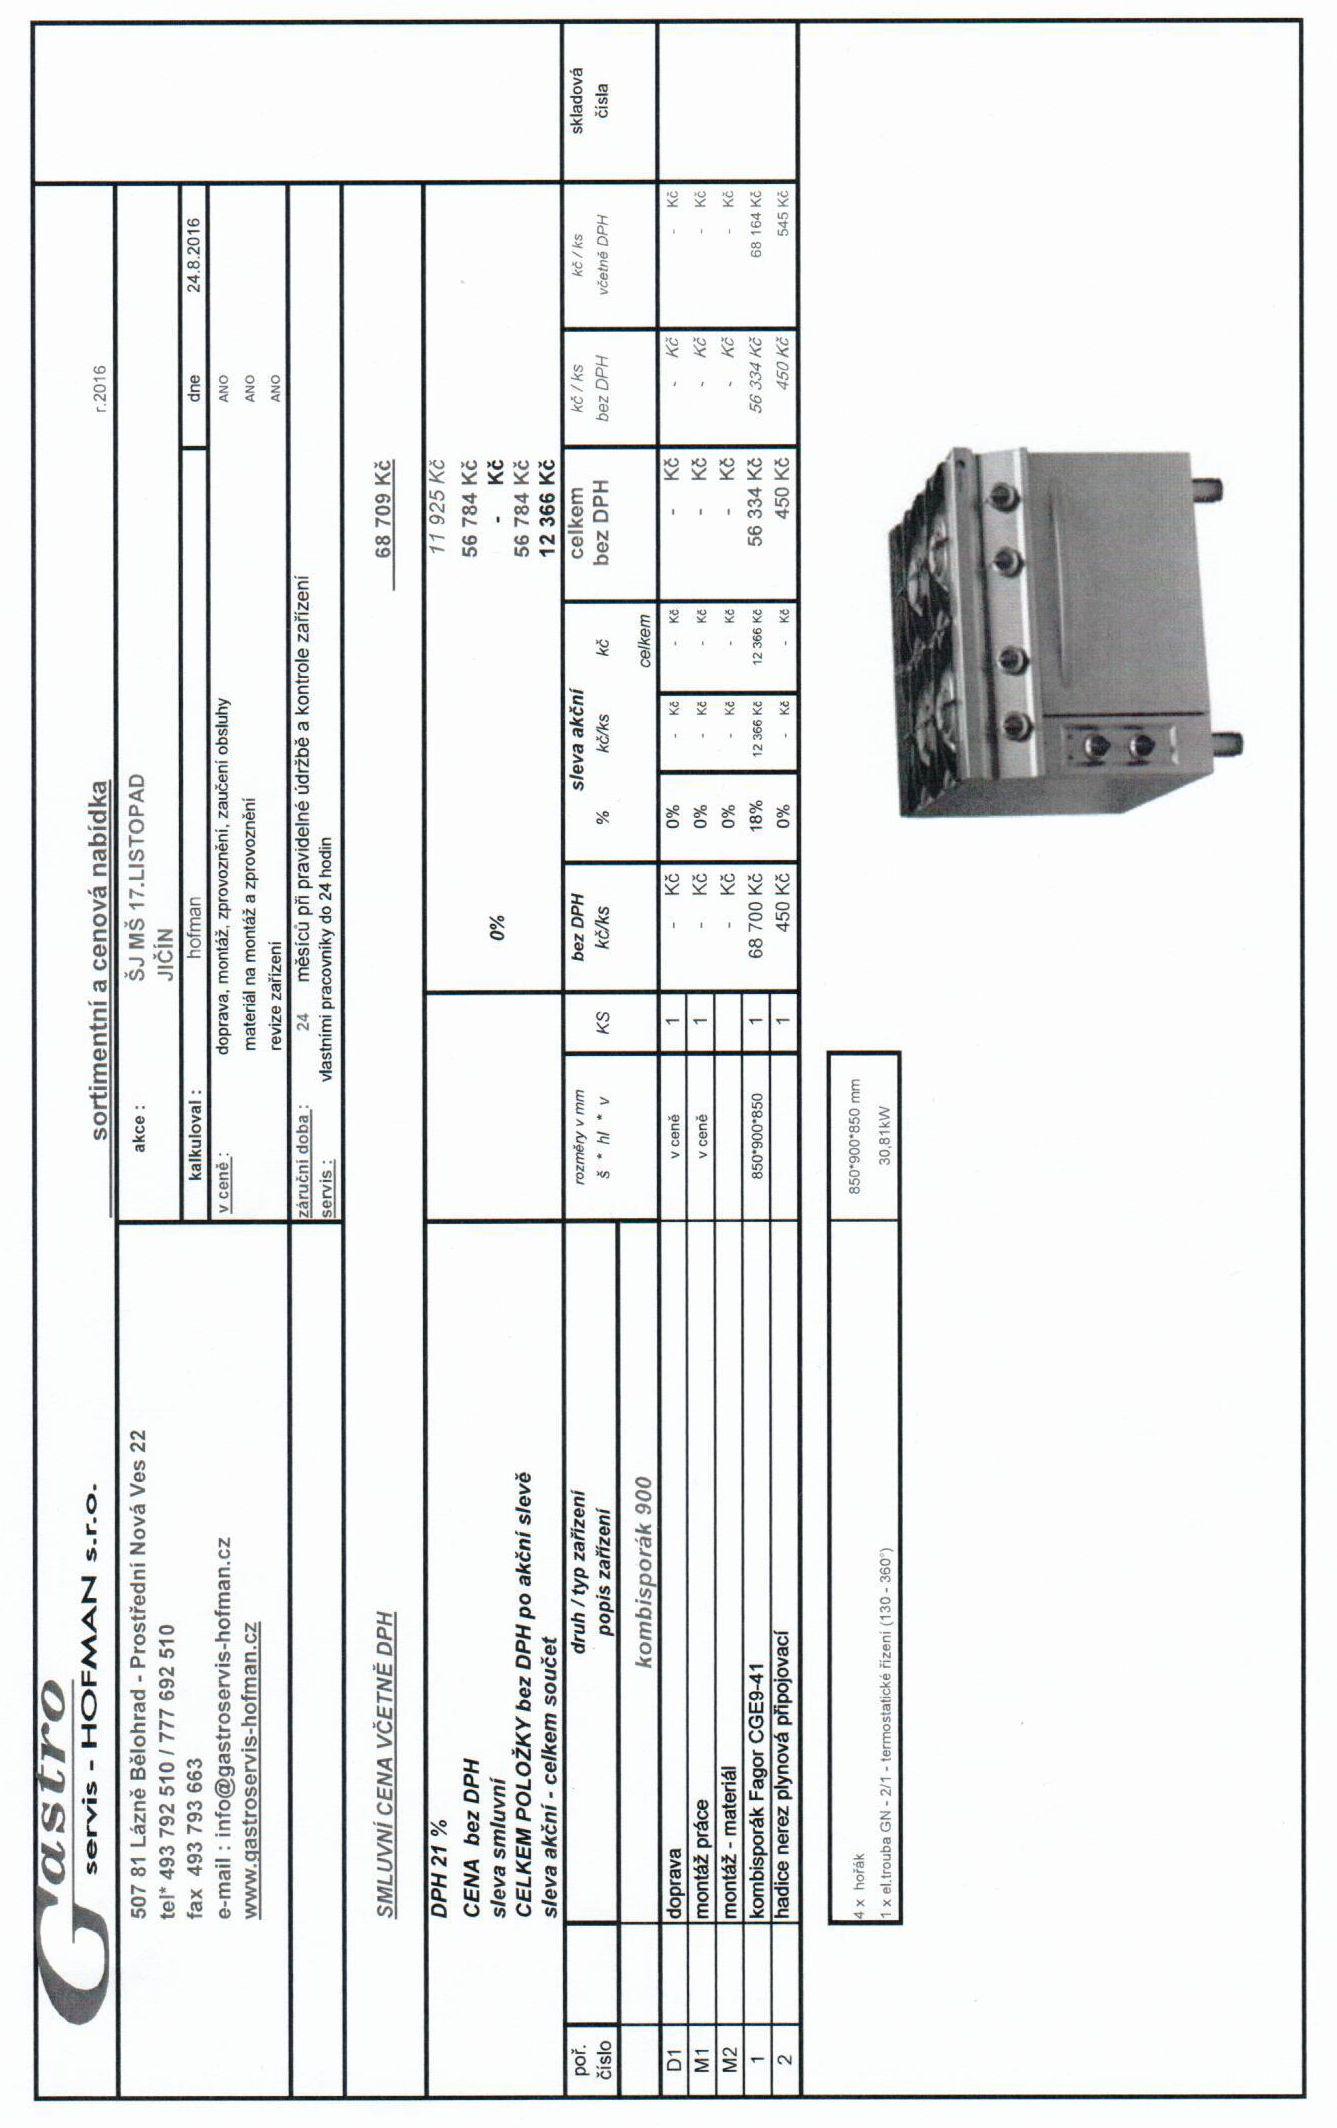 Gastro
servis - HOFMAN s.r.o.
sortimentní a cenová nabídka r.2016
507 81 Lázně Bělohrad - Prostřední Nová Ves 22
tel* 493 792 510 / 777 692 510
fax 493 793 663
e-mail : info@gastroservis-hofman.cz
www.gastroservis-hofman.cz
akce : ŠJ MŠ 17.LISTOPAD
JIČÍN
kalkuloval : hofman dne 24.8.2016
v ceně : doprava, montáž, zprovoznění, zaučení obsluhy ANO
materiál na montáž a zprovoznění ANO
revize zařízení ANO
záruční doba : 24 měsíců při pravidelné údržbě a kontrole zařízení
servis : vlastními pracovníky do 24 hodin
SMLUVNÍ CENA VČETNĚ DPH 68 709 Kč
DPH 21 % 11 925 Kč
CENA bez DPH 56 784 Kč
sleva smluvní 0% - Kč
CELKEM POLOŽKY bez DPH po akční slevě 56 784 Kč
sleva akční - celkem součet 12 366 Kč
poř. druh / typ zařízení rozměry v mm KS bez DPH sleva akční celkem kč / ks kč / ks skladová
číslo popis zařízení š * hl * v kč/ks % kč/ks kč bez DPH bez DPH včetně DPH čísla
kombisporák 900 celkem
D1 doprava v ceně 1 - Kč 0% - Kč - Kč - Kč - Kč - Kč
M1 montáž práce v ceně 1 - Kč 0% - Kč - Kč - Kč - Kč - Kč
M2 montáž - materiál - Kč 0% - Kč - Kč - Kč - Kč - Kč
1 kombisporák Fagor CGE9-41 850*900*850 1 68 700 Kč 18% 12 366 Kč 12 366 Kč 56 334 Kč 56 334 Kč 68 164 Kč
2 hadice nerez plynová připojovací 1 450 Kč 0% - Kč - Kč 450 Kč 450 Kč 545 Kč
4 x hořák 850*900*850 mm
1 x el.trouba GN - 2/1 - termostatické řízení (130 - 360°) 30,81kW